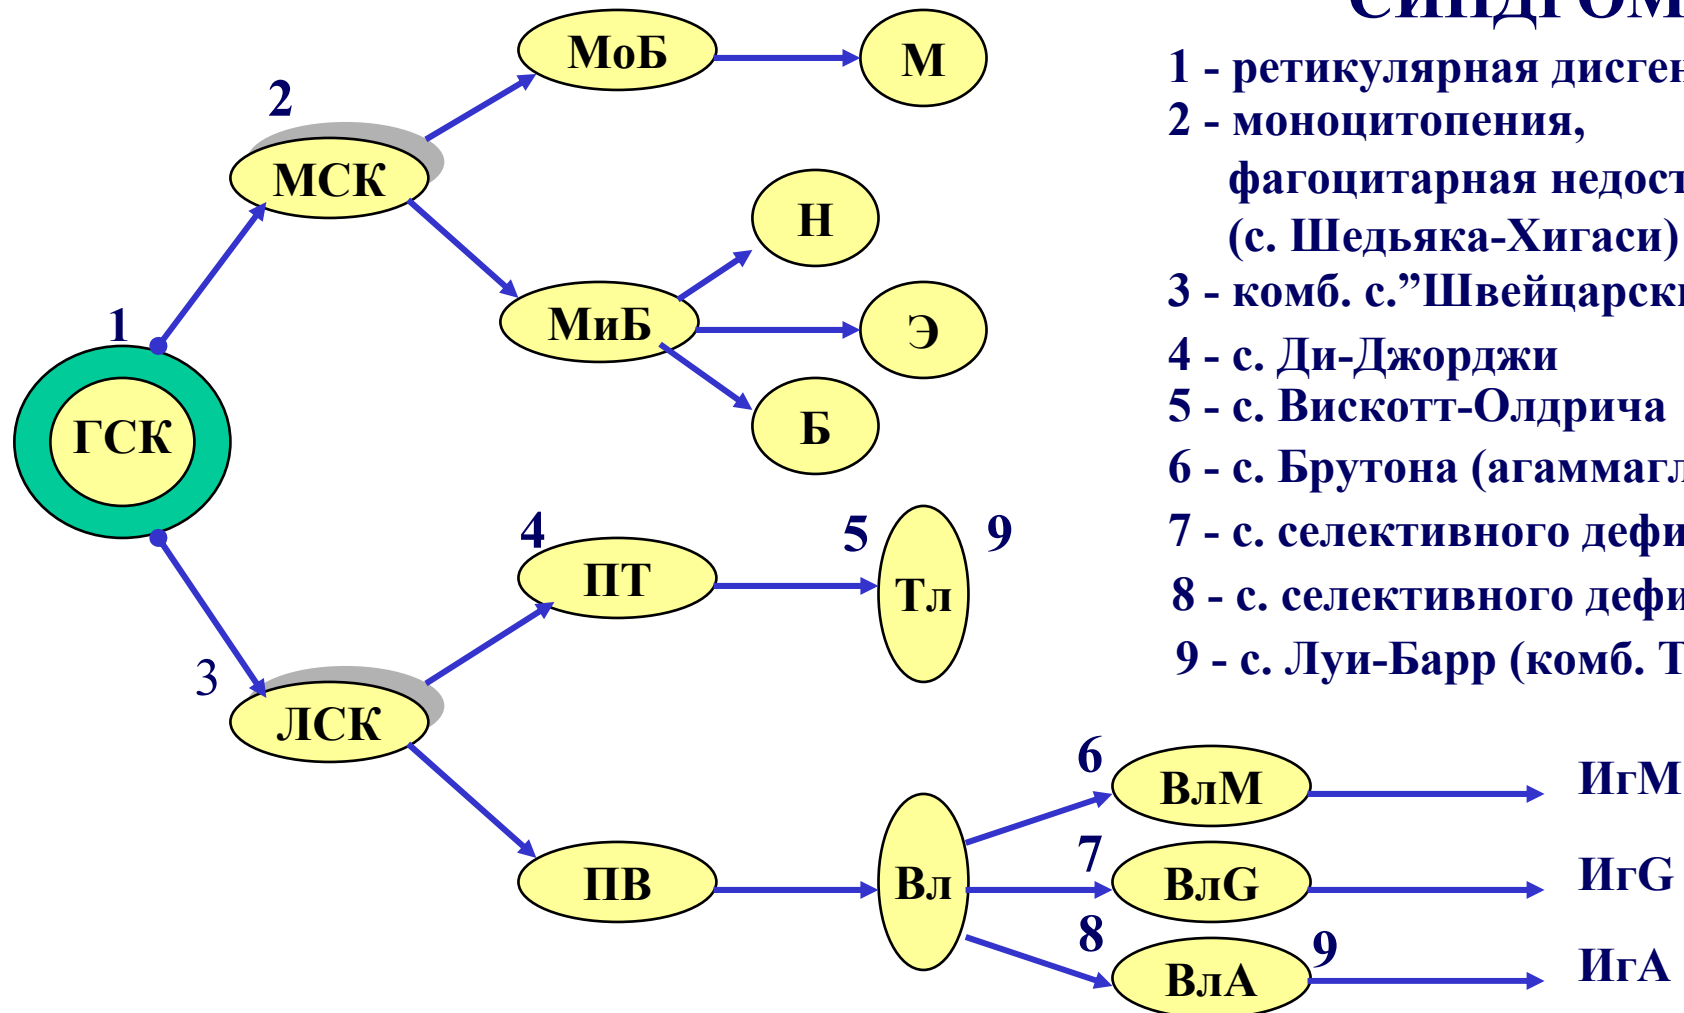 СИНДРОМ
1 - ретикулярная дисген
2 - моноцитопения,
фагоцитарная недост
(с. Шедьяка-Хигаси)
3 - комб. с.”Швейцарски
4 - с. Ди-Джорджи
5 - с. Вискотт-Олдрича
6 - с. Брутона (агаммагл
7 - с. селективного дефи
8 - с. селективного дефи
9 - с. Луи-Барр (комб. Т
МоБ
М
2
МСК
Н
МиБ
Э
1
Б
ГСК
4
5
9
ПТ
Тл
3
ЛСК
6
ВлМ
ИгМ
7
ПВ
Вл
ВлG
ИгG
8
9
ВлА
ИгА